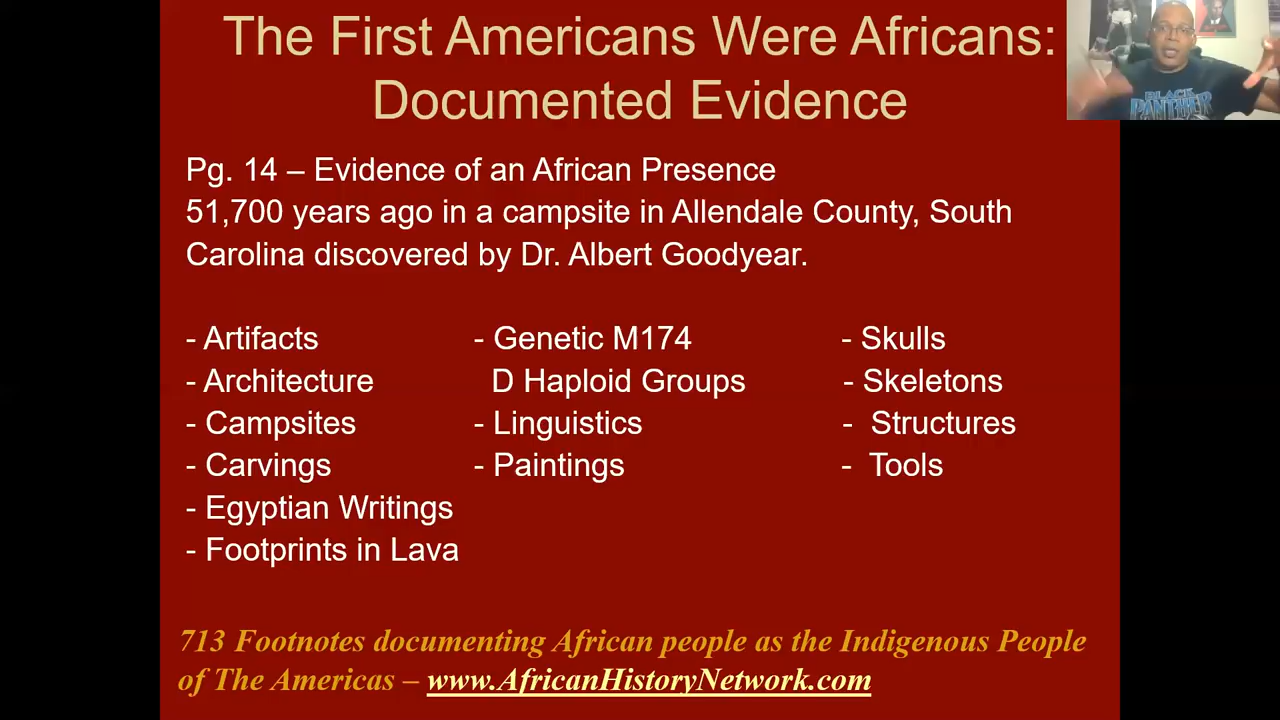 The First Americans Were Africans:
Documented Evidence
Pg. 14 – Evidence of an African Presence
51,700 years ago in a campsite in Allendale County, South
Carolina discovered by Dr. Albert Goodyear.
- Artifacts - Genetic M174 - Skulls
- Architecture D Haploid Groups - Skeletons
- Campsites - Linguistics - Structures
- Carvings - Paintings - Tools
- Egyptian Writings
- Footprints in Lava
713 Footnotes documenting African people as the Indigenous People
of The Americas – www.AfricanHistoryNetwork.com
BLACK
PANTHER